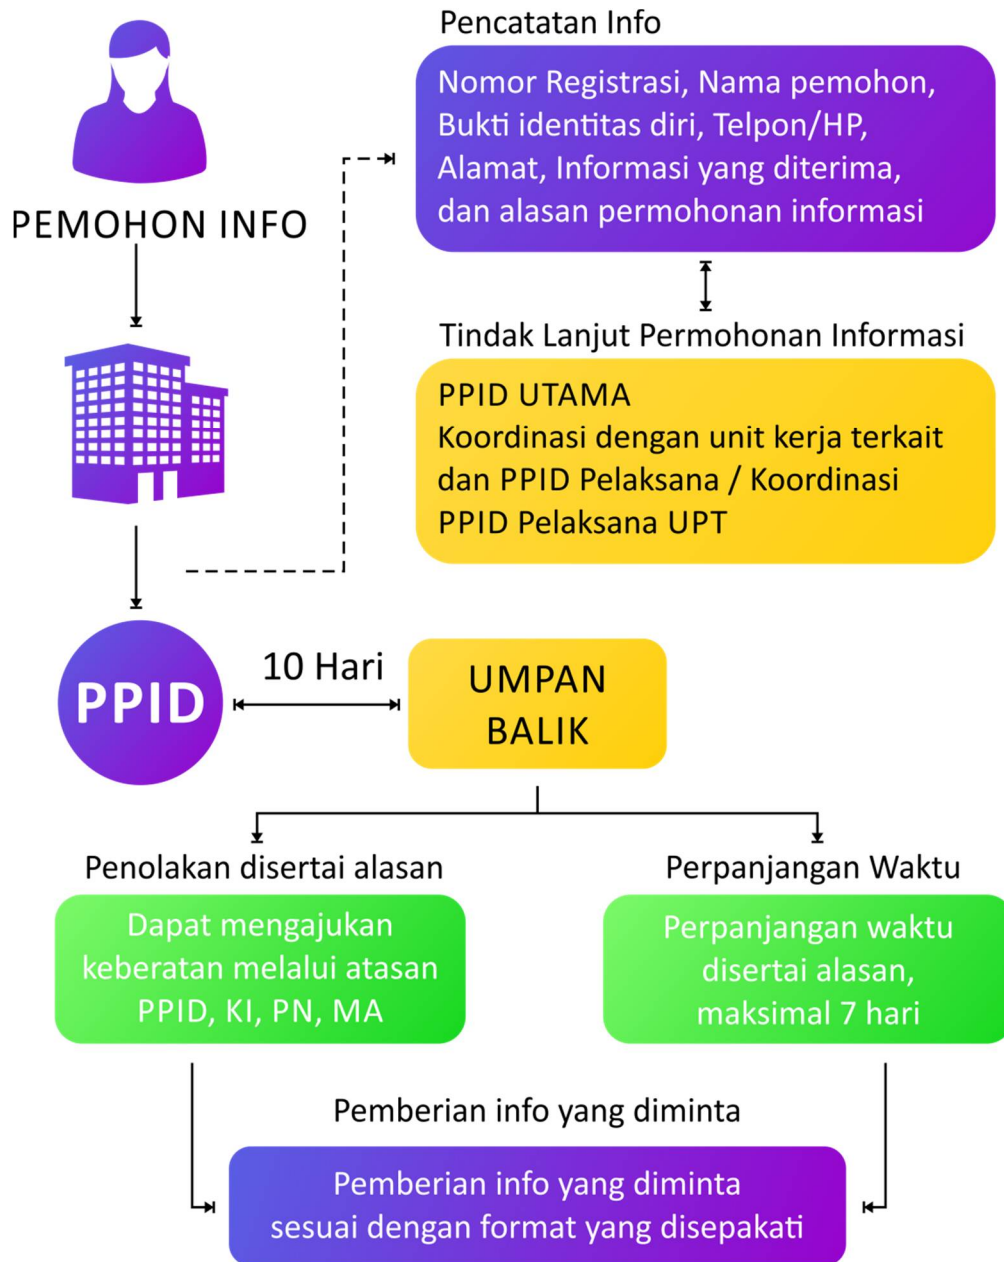 Pencatatan Info
Nomor Registrasi, Nama pemohon,
Bukti identitas diri, Telpon/HP,
Alamat, Informasi yang diterima,
dan alasan permohonan informasi
PEMOHON INFO
Tindak Lanjut Permohonan Informasi
PPID UTAMA
Koordinasi dengan unit kerja terkait
dan PPID Pelaksana / Koordinasi
PPID Pelaksana UPT
PPID
10 Hari
UMPAN
BALIK
Penolakan disertai alasan
Dapat mengajukan
keberatan melalui atasan
PPID, KI, PN, MA
Perpanjangan Waktu
Perpanjangan waktu
disertai alasan,
maksimal 7 hari
Pemberian info yang diminta
Pemberian info yang diminta
sesuai dengan format yang disepakati